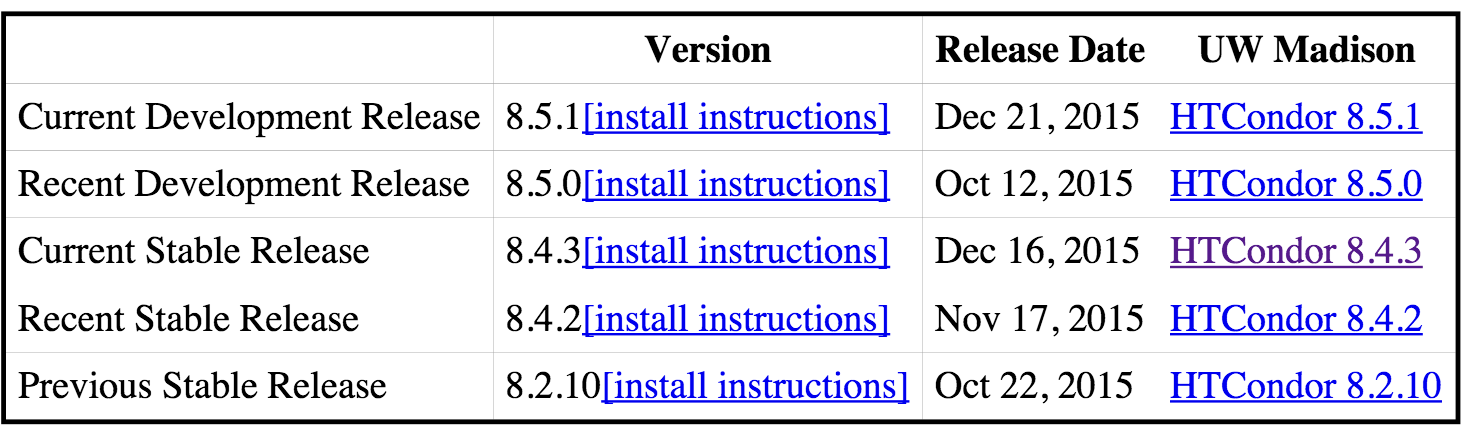 Version Release Date UW Madison
Current Development Release 8.5.1[install instructions] Dec 21, 2015 HTCondor 8.5.1
Recent Development Release 8.5.0[install instructions] Oct 12, 2015 HTCondor 8.5.0
Current Stable Release 8.4.3[install instructions] Dec 16, 2015 HTCondor 8.4.3
Recent Stable Release 8.4.2[install instructions] Nov 17, 2015 HTCondor 8.4.2
Previous Stable Release 8.2.10[install instructions] Oct 22, 2015 HTCondor 8.2.10